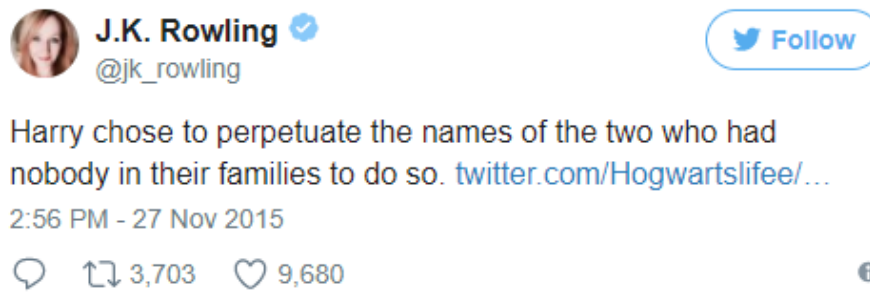 J.K. Rowling
Follow
@jk_rowling
Harry chose to perpetuate the names of the two who had
nobody in their families to do so. twitter.com/Hogwartslifee/…
2:56 PM - 27 Nov 2015
3,703 9,680